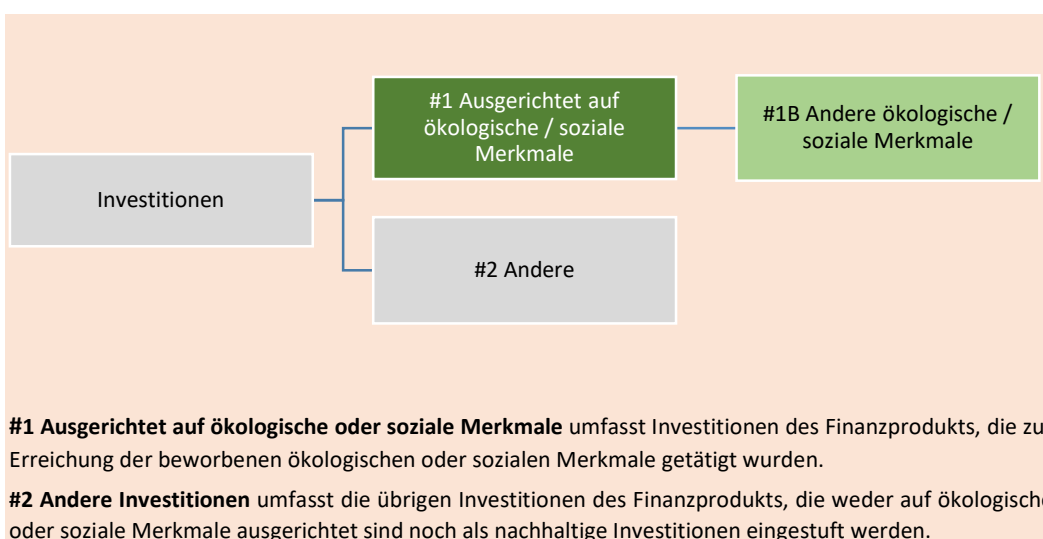 #1 Ausgerichtet auf
ökologische / soziale
Merkmale
#1B Andere ökologische /
soziale Merkmale
Investitionen
#2 Andere
#1 Ausgerichtet auf ökologische oder soziale Merkmale umfasst Investitionen des Finanzprodukts, die zu
Erreichung der beworbenen ökologischen oder sozialen Merkmale getätigt wurden.
#2 Andere Investitionen umfasst die übrigen Investitionen des Finanzprodukts, die weder auf ökologische
oder soziale Merkmale ausgerichtet sind noch als nachhaltige Investitionen eingestuft werden.